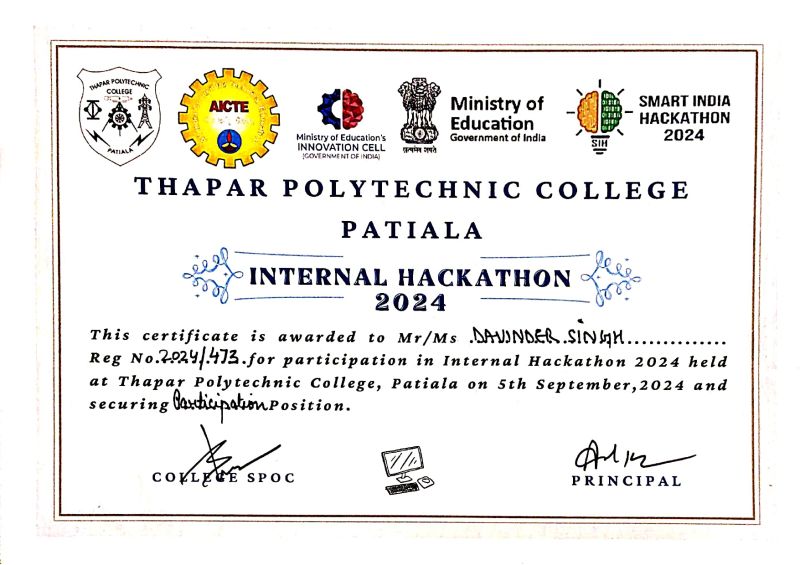 THAPAR POLYTECHNIC
COLLEGE
PATIALA
AICTE
Ministry of Education's
INNOVATION CELL
(GOVERNMENT OF INDIA)
सत्यमेव जयते
Ministry of
Education
Government of India
SIH
SMART INDIA
HACKATHON
2024
THAPAR POLYTECHNIC COLLEGE
PATIALA
INTERNAL HACKATHON
2024
This certificate is awarded to Mr/Ms .DAVINDER.SINGH..............
Reg No.2024/.473.for participation in Internal Hackathon 2024 held
at Thapar Polytechnic College, Patiala on 5th September,2024 and
securing Participation Position.
COLLEGE SPOC
PRINCIPAL